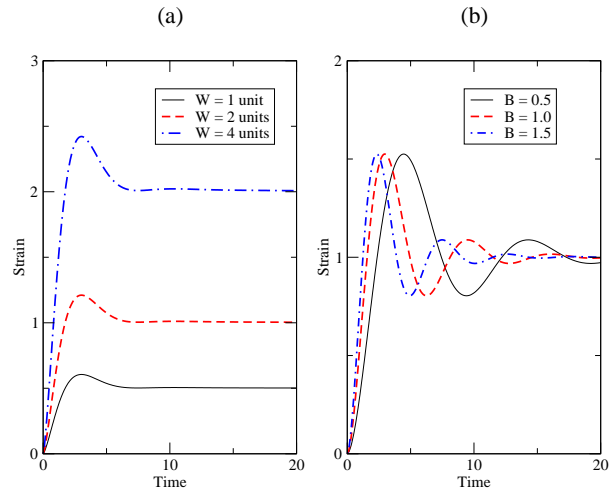 (a)
3
2
1
0
0
10
20
Time
Strain
W = 1 unit
W = 2 units
W = 4 units
(b)
2
1
0
0
10
20
Time
Strain
B = 0.5
B = 1.0
B = 1.5